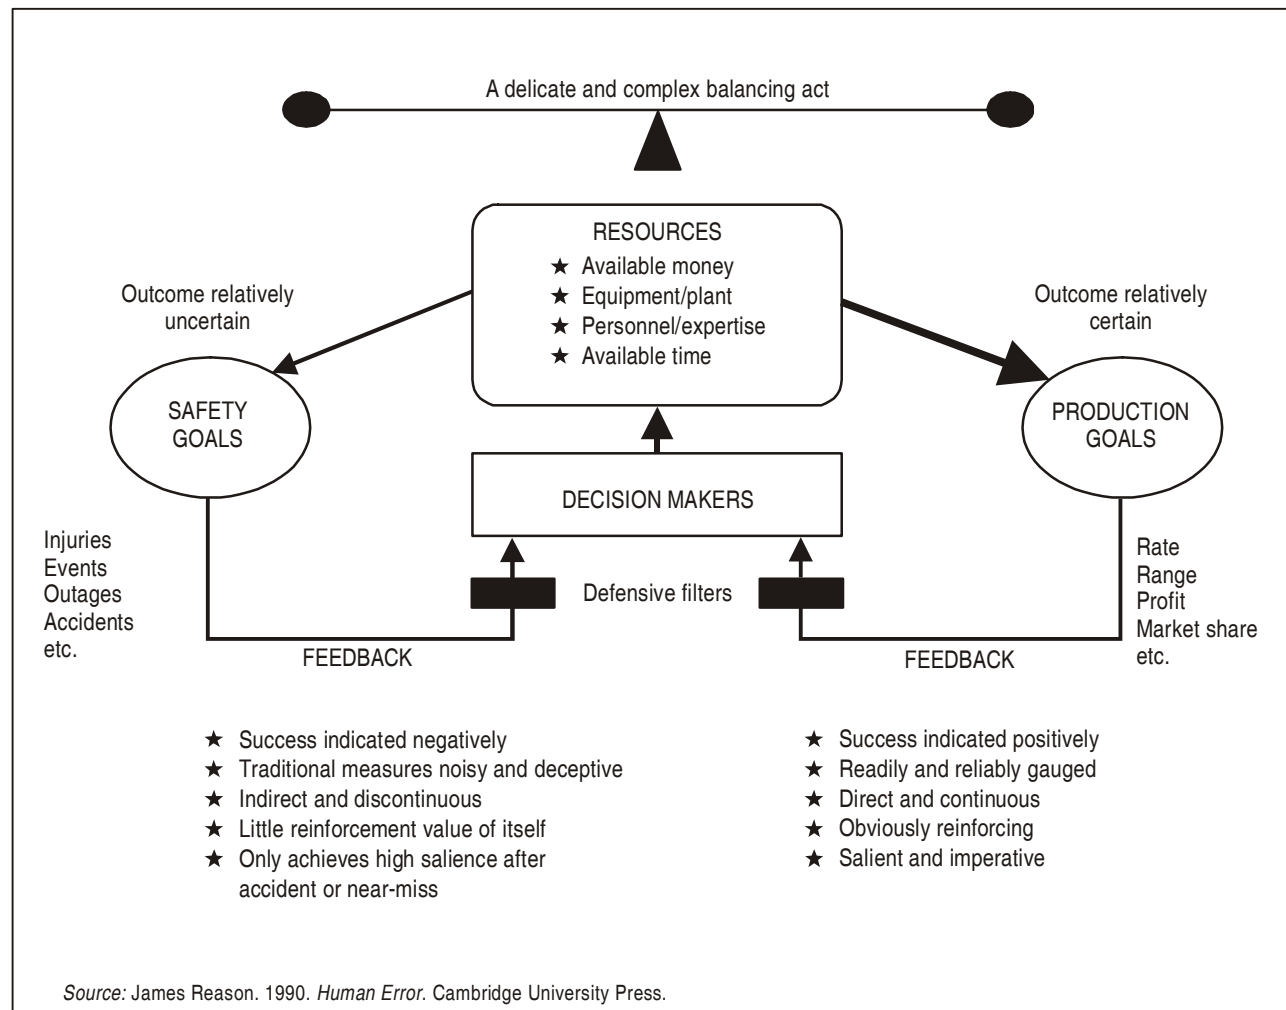 A delicate and complex balancing act
RESOURCES
★ Available money
★ Equipment/plant
★ Personnel/expertise
★ Available time
Outcome relatively
uncertain
Outcome relatively
certain
SAFETY
GOALS
PRODUCTION
GOALS
DECISION MAKERS
Injuries
Events
Outages
Accidents
etc.
Defensive filters
Rate
Range
Profit
Market share
etc.
FEEDBACK
FEEDBACK
★ Success indicated negatively
★ Traditional measures noisy and deceptive
★ Indirect and discontinuous
★ Little reinforcement value of itself
★ Only achieves high salience after
accident or near-miss
★ Success indicated positively
★ Readily and reliably gauged
★ Direct and continuous
★ Obviously reinforcing
★ Salient and imperative
Source: James Reason. 1990. Human Error. Cambridge University Press.